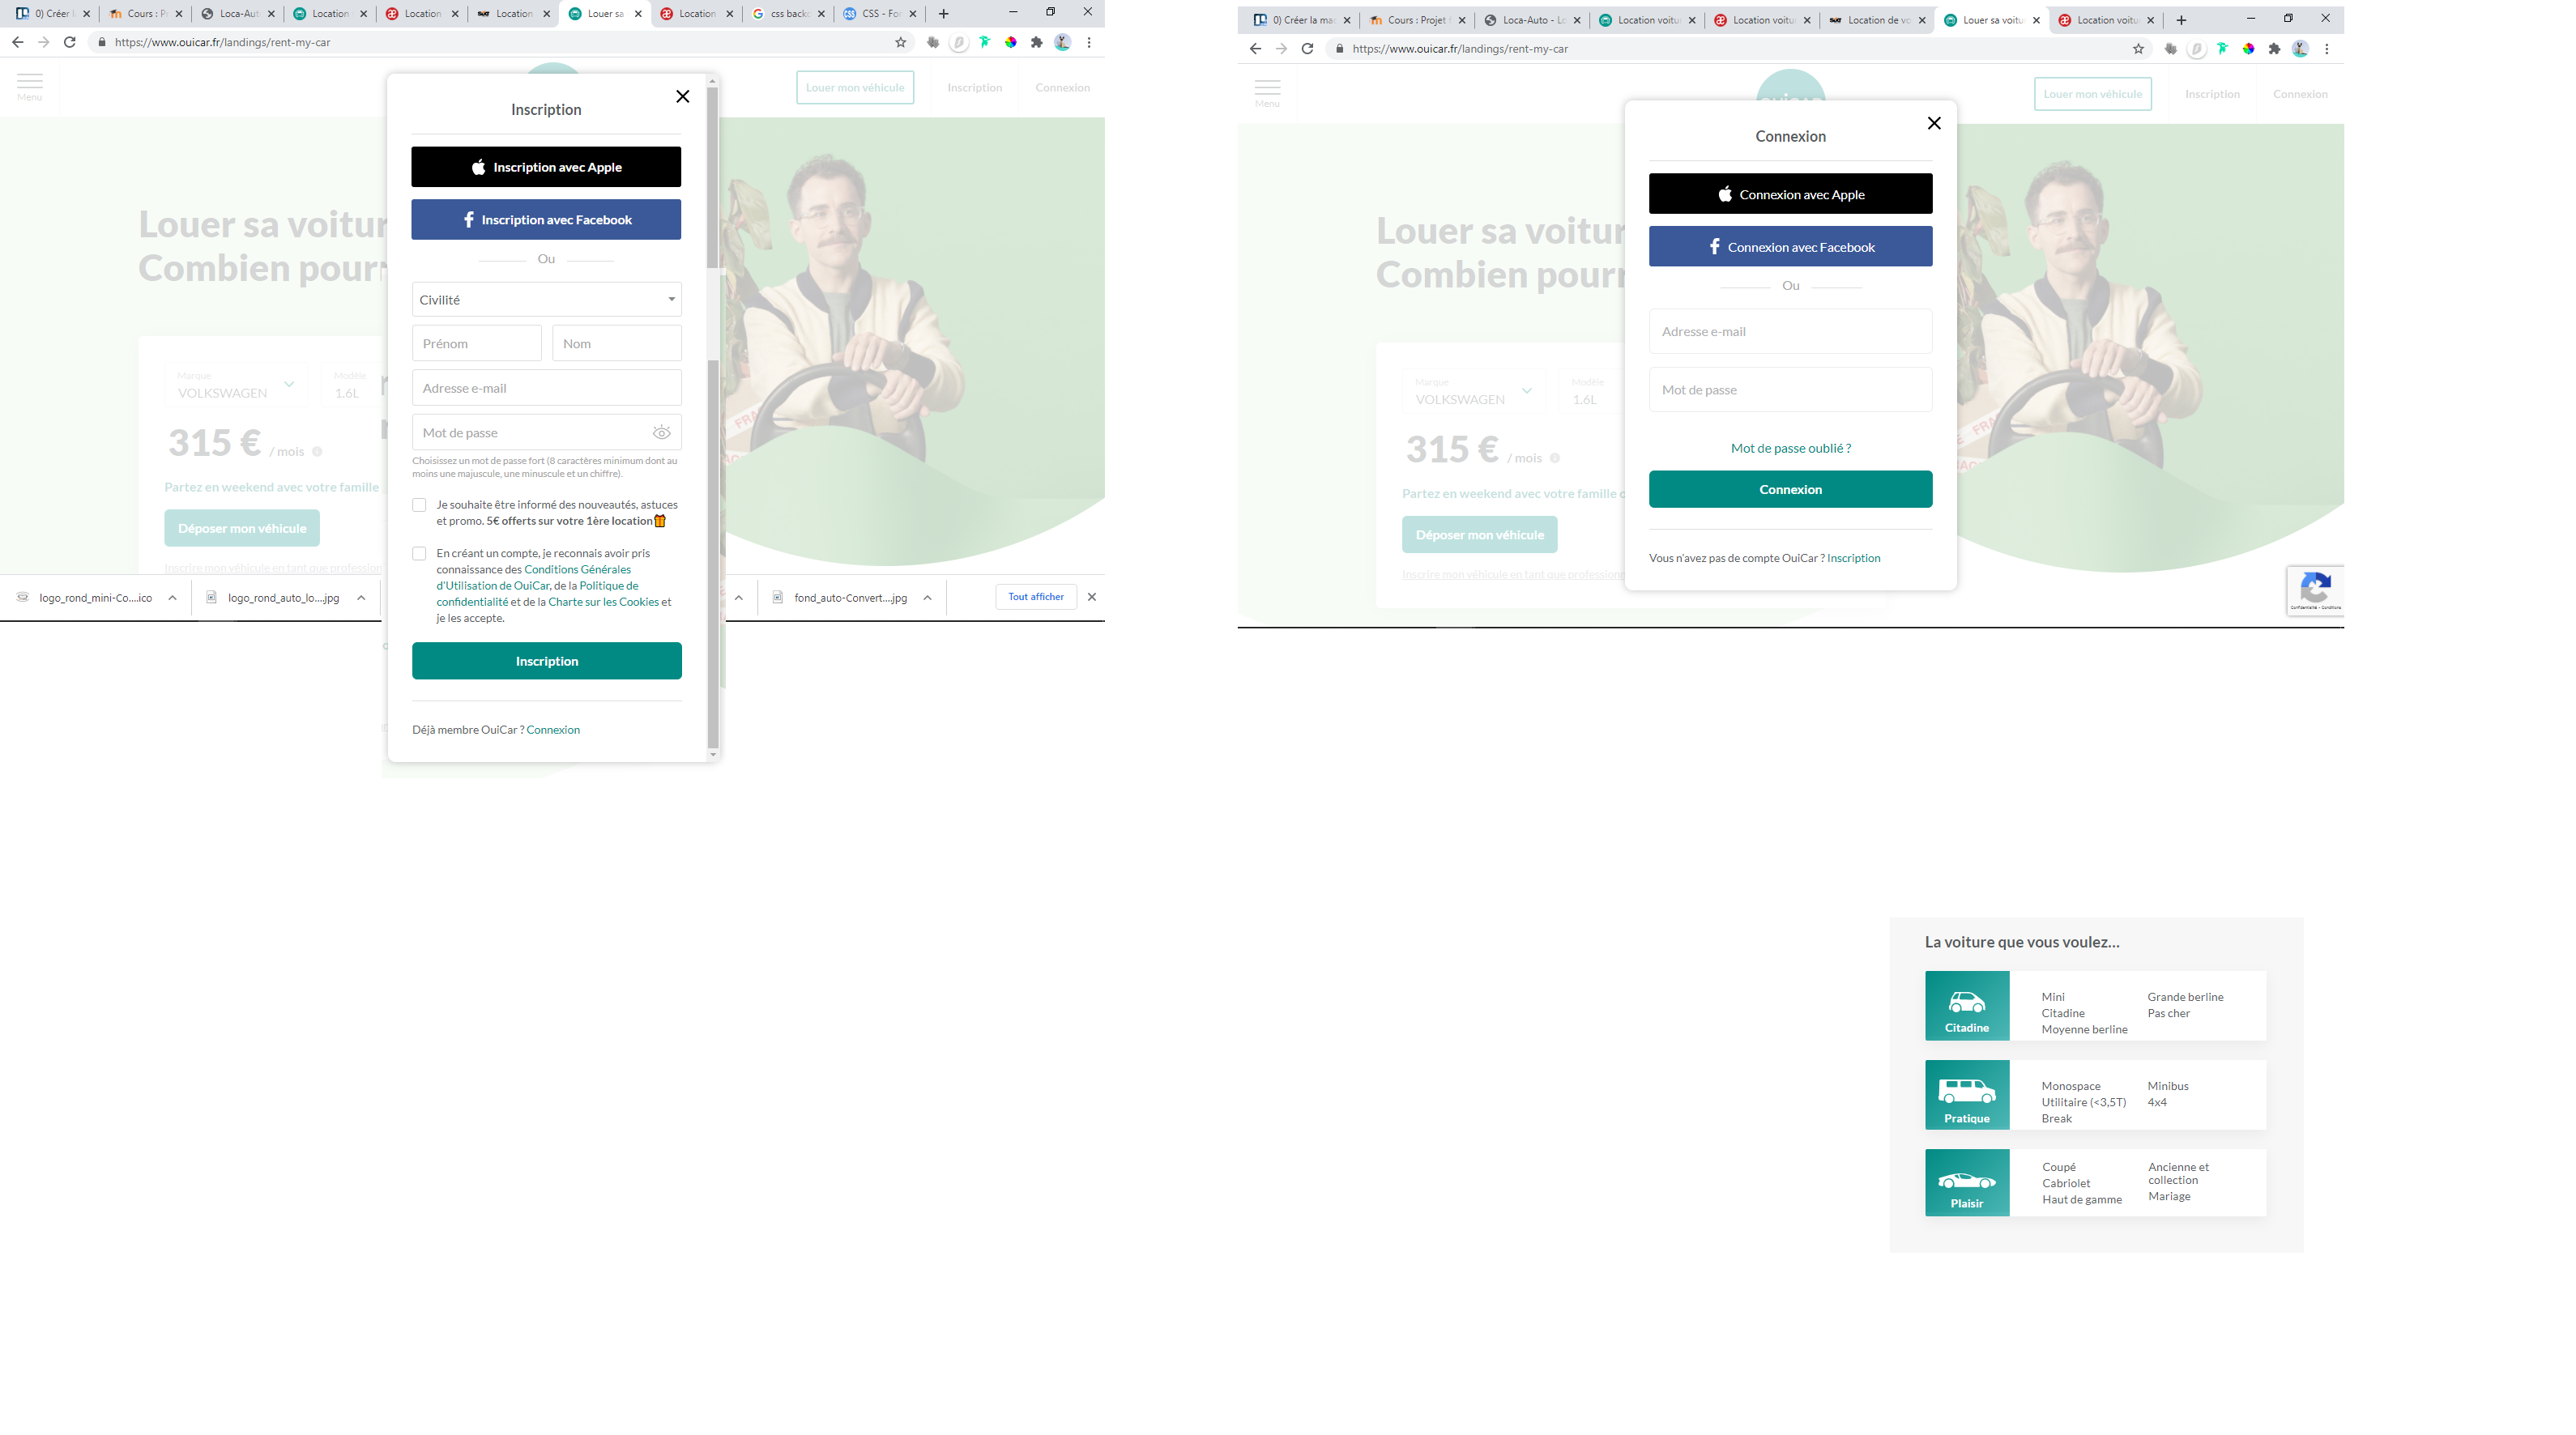 0) Créer l
Cours : P
Loca-Aut
Location
Location
Location
Louer sa
Location
css backg
CSS - For
https://www.ouicar.fr/landings/rent-my-car
Menu
Louer mon véhicule
Inscription
Connexion
Louer sa voitur
Combien pourr
Marque
VOLKSWAGEN
Modèle
1.6L
315 € / mois
Partez en weekend avec votre famille
Déposer mon véhicule
Inscrire mon véhicule en tant que profession
Inscription
Inscription avec Apple
Inscription avec Facebook
Ou
Civilité
Prénom
Nom
Adresse e-mail
Mot de passe
Choisissez un mot de passe fort (8 caractères minimum dont au
moins une majuscule, une minuscule et un chiffre).
Je souhaite être informé des nouveautés, astuces
et promo. 5€ offerts sur votre 1ère location
En créant un compte, je reconnais avoir pris
connaissance des Conditions Générales
d'Utilisation de OuiCar, de la Politique de
confidentialité et de la Charte sur les Cookies et
je les accepte.
Inscription
Déjà membre OuiCar ? Connexion
logo_rond_mini-Co....ico
logo_rond_auto_lo....jpg
fond_auto-Convert....jpg
Tout afficher
0) Créer la mac
Cours : Projet f
Loca-Auto - Lo
Location voitur
Location voitur
Location de vo
Louer sa voitu
Location voitur
https://www.ouicar.fr/landings/rent-my-car
Menu
Louer mon véhicule
Inscription
Connexion
Louer sa voitur
Combien pourr
Marque
VOLKSWAGEN
Modèle
1.6L
315 € / mois
Partez en weekend avec votre famille
Déposer mon véhicule
Inscrire mon véhicule en tant que professionn
Connexion
Connexion avec Apple
Connexion avec Facebook
Ou
Adresse e-mail
Mot de passe
Mot de passe oublié ?
Connexion
Vous n'avez pas de compte OuiCar ? Inscription
Confidentialité - Conditions
La voiture que vous voulez...
Citadine
Mini
Citadine
Moyenne berline
Grande berline
Pas cher
Pratique
Monospace
Utilitaire (<3,5T)
Break
Minibus
4x4
Plaisir
Coupé
Cabriolet
Haut de gamme
Ancienne et
collection
Mariage